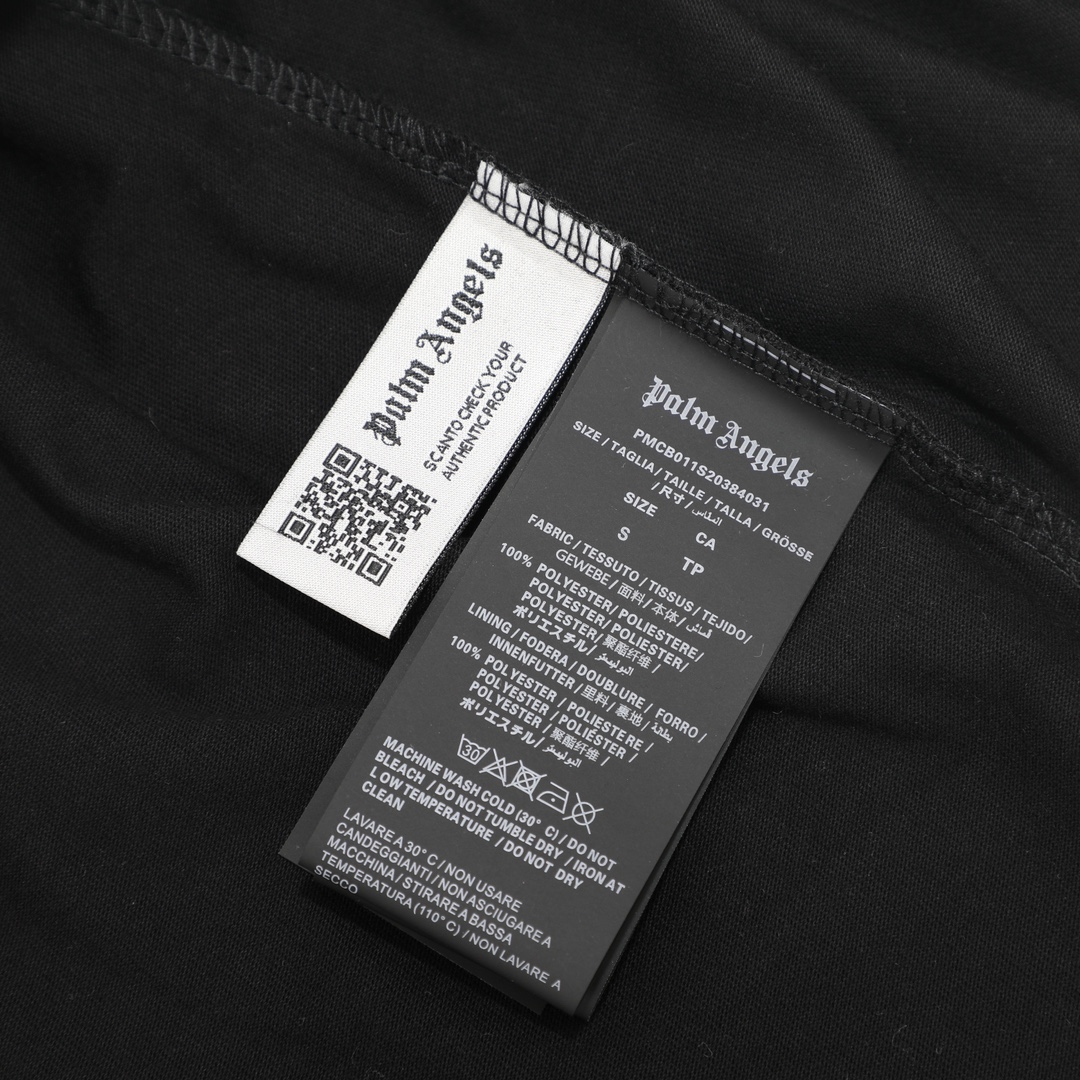 Palm Angels
SCAN TO CHECK YOUR
AUTHENTIC PRODUCT
Palm Angels
PMCB011S20384031
SIZE / TAGLIA / TAILLE / TALLA / GRÖSSE
/ 尺寸 / المقاس
SIZE CA
S TP
FABRIC / TESSUTO / TISSUS / TEJIDO /
GEWEBE / 面料 / 本体 / قماش
100% POLYESTER / POLIESTERE /
POLYESTER / POLIESTER /
POLYESTER / 聚酯纤维 /
ポリエステル / البوليستر
LINING / FODERA / DOUBLURE / FORRO /
INNENFUTTER / 里料 / 裹地 / بطانة
100% POLYESTER / POLIESTERE /
POLYESTER / POLIÉSTER /
POLYESTER / 聚酯纤维 /
ポリエステル / البوليستر
30
MACHINE WASH COLD (30° C) / DO NOT
BLEACH / DO NOT TUMBLE DRY / IRON AT
LOW TEMPERATURE / DO NOT DRY
CLEAN
LAVARE A 30° C / NON USARE
CANDEGGIANTI / NON ASCIUGARE A
MACCHINA / STIRARE A BASSA
TEMPERATURA (110° C) / NON LAVARE A
SECCO